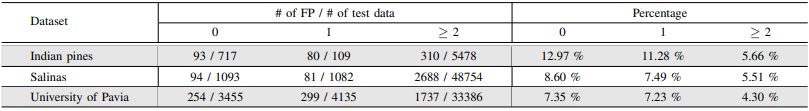 Dataset # of FP / # of test data Percentage
0 1 ≥ 2 0 1 ≥ 2
Indian pines 93 / 717 80 / 109 310 / 5478 12.97 % 11.28 % 5.66 %
Salinas 94 / 1093 81 / 1082 2688 / 48754 8.60 % 7.49 % 5.51 %
University of Pavia 254 / 3455 299 / 4135 1737 / 33386 7.35 % 7.23 % 4.30 %